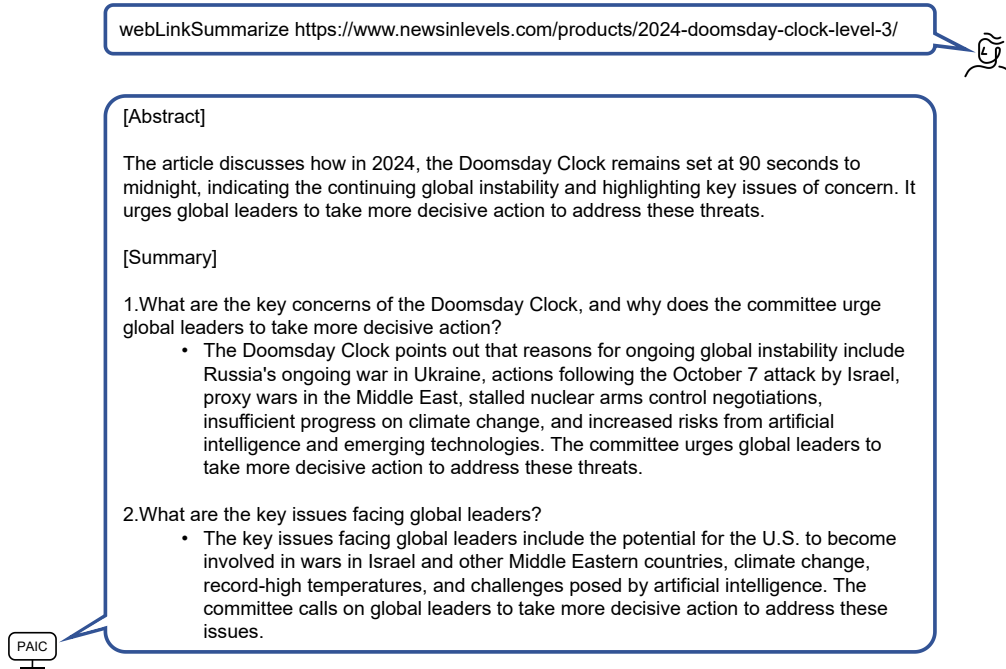 webLinkSummarize https://www.newsinlevels.com/products/2024-doomsday-clock-level-3/
[Abstract]
The article discusses how in 2024, the Doomsday Clock remains set at 90 seconds to
midnight, indicating the continuing global instability and highlighting key issues of concern. It
urges global leaders to take more decisive action to address these threats.
[Summary]
1.What are the key concerns of the Doomsday Clock, and why does the committee urge
global leaders to take more decisive action?
• The Doomsday Clock points out that reasons for ongoing global instability include
Russia's ongoing war in Ukraine, actions following the October 7 attack by Israel,
proxy wars in the Middle East, stalled nuclear arms control negotiations,
insufficient progress on climate change, and increased risks from artificial
intelligence and emerging technologies. The committee urges global leaders to
take more decisive action to address these threats.
2.What are the key issues facing global leaders?
• The key issues facing global leaders include the potential for the U.S. to become
involved in wars in Israel and other Middle Eastern countries, climate change,
record-high temperatures, and challenges posed by artificial intelligence. The
committee calls on global leaders to take more decisive action to address these
issues.
PAIC